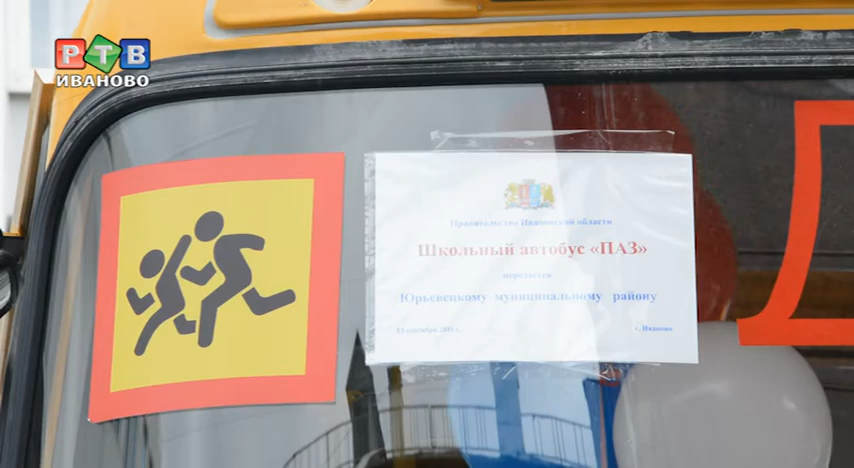 РТВ
ИВАНОВО
Правительство Ивановской области
Школьный автобус «ПАЗ»
передается
Юрьевецкому муниципальному району
г. Иваново
Д